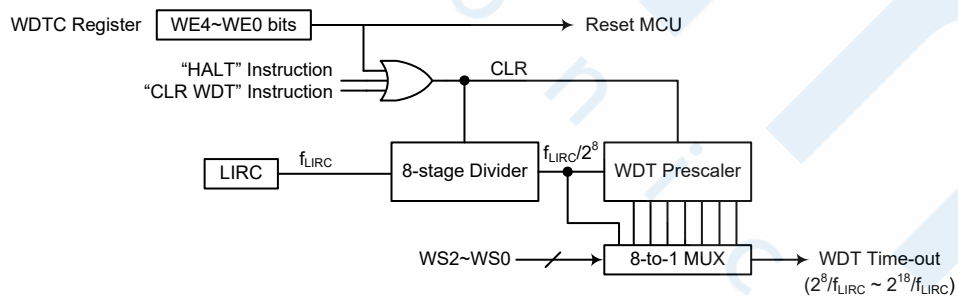 WDTC Register WE4~WE0 bits Reset MCU
"HALT" Instruction
"CLR WDT" Instruction
CLR
LIRC
fLIRC
8-stage Divider
fLIRC/2⁸
WDT Prescaler
WS2~WS0
8-to-1 MUX
WDT Time-out
(2⁸/fLIRC ~ 2¹⁸/fLIRC)